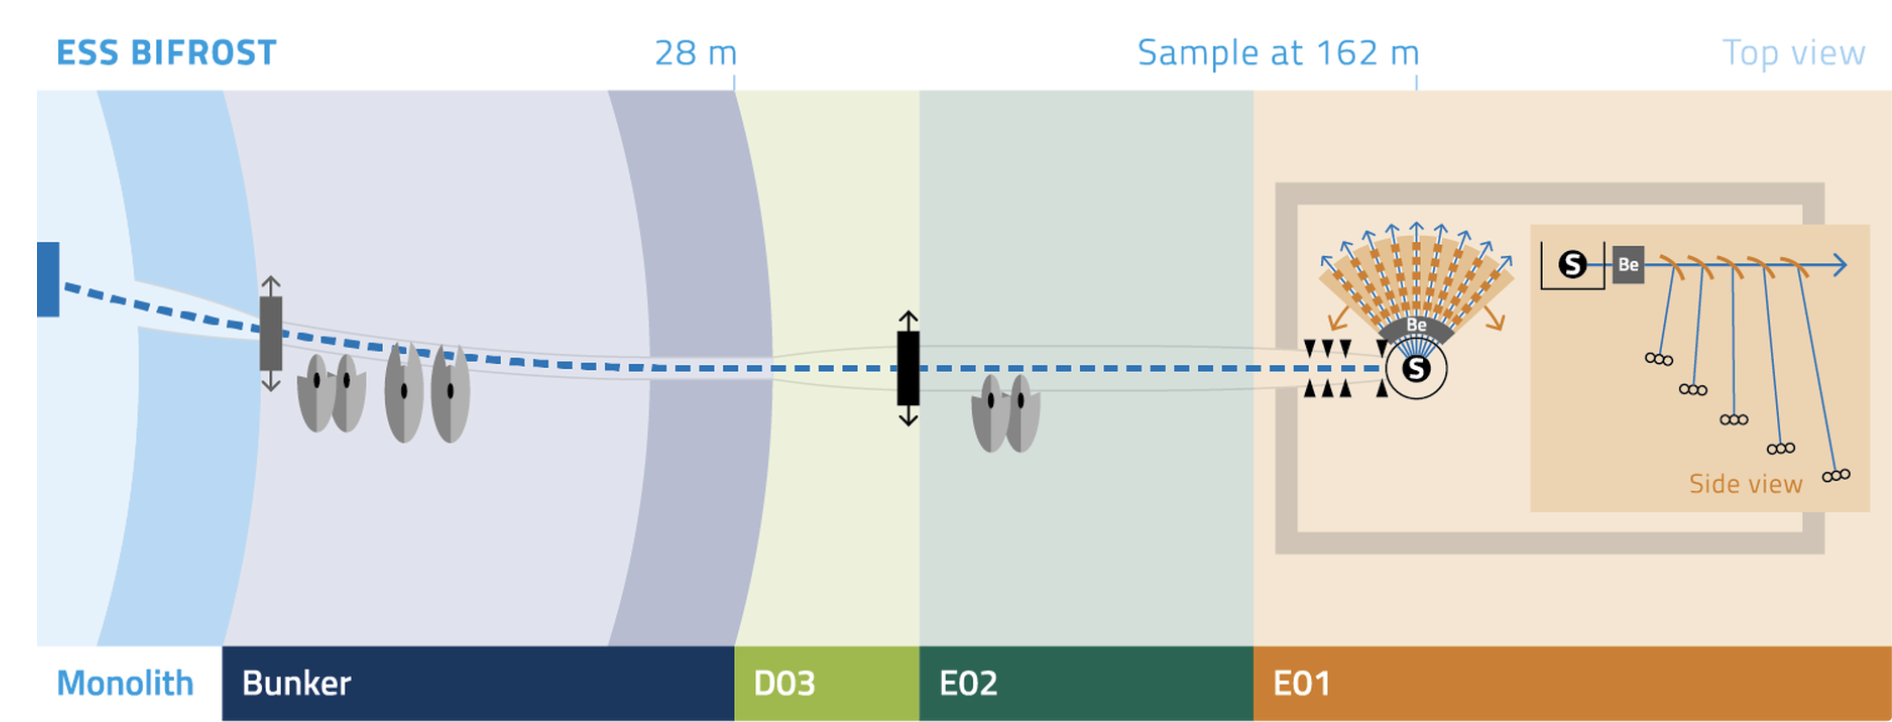 ESS BIFROST
28 m
Sample at 162 m
Top view
Be
S
S
Be
Side view
Monolith
Bunker
D03
E02
E01